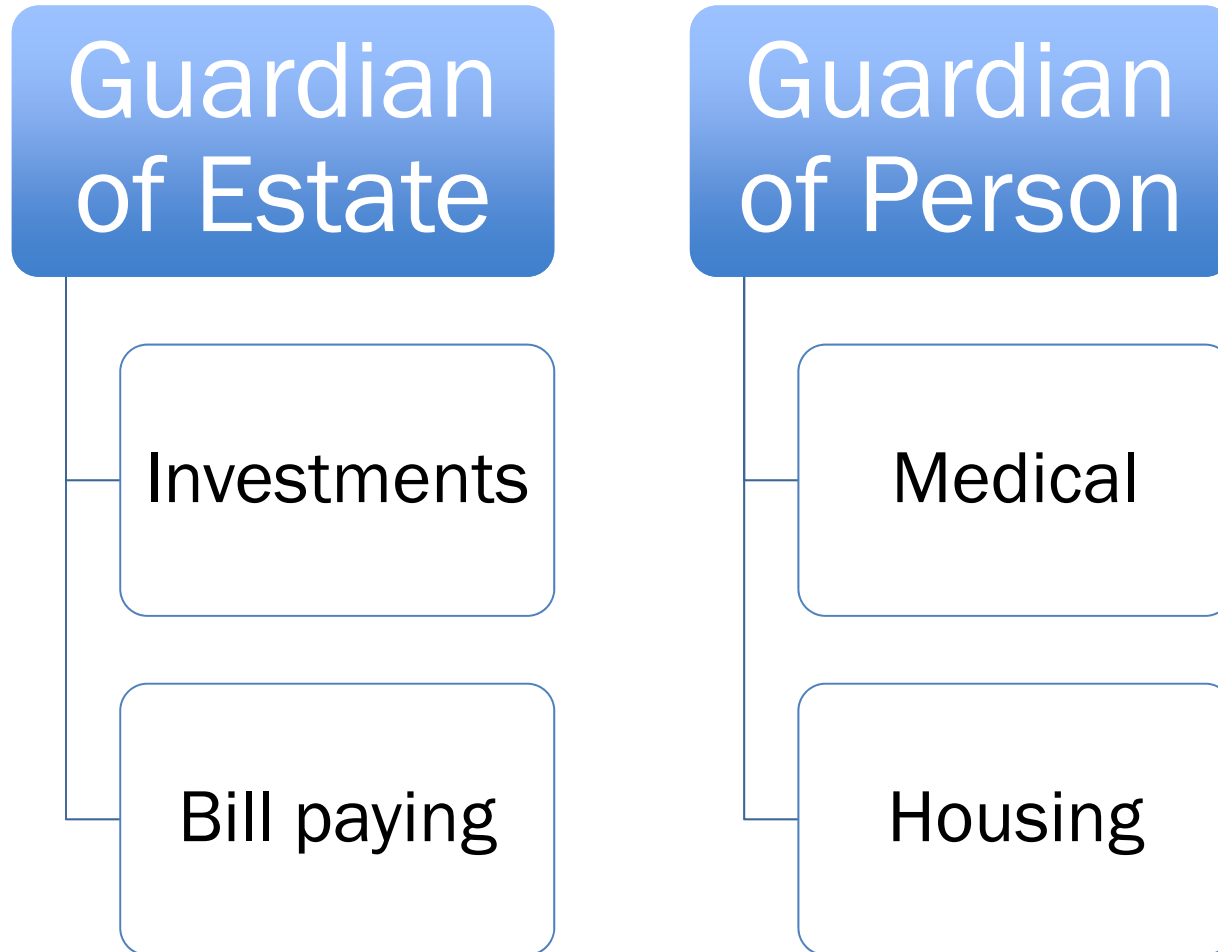 Guardian
of Estate
Investments
Bill paying
Guardian
of Person
Medical
Housing